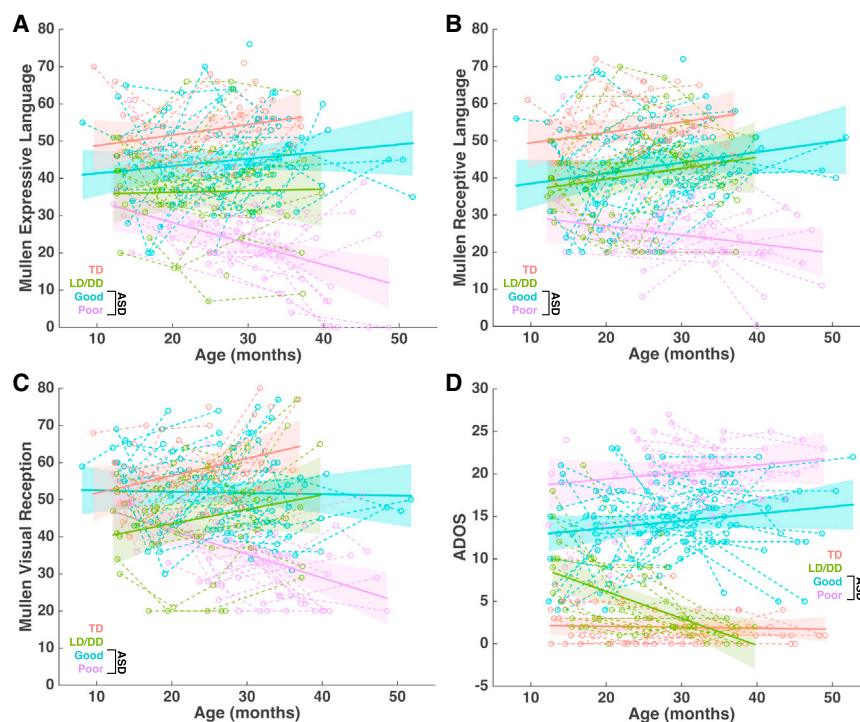 A
Mullen Expressive Language
80
70
60
50
40
30
20
10
0
TD
LD/DD
Good
Poor
ASD
10 20 30 40 50
Age (months)
B
Mullen Receptive Language
80
70
60
50
40
30
20
10
0
TD
LD/DD
Good
Poor
ASD
10 20 30 40 50
Age (months)
C
Mullen Visual Reception
80
70
60
50
40
30
20
10
0
TD
LD/DD
Good
Poor
ASD
10 20 30 40 50
Age (months)
D
ADOS
30
25
20
15
10
5
0
-5
TD
LD/DD
Good
Poor
ASD
10 20 30 40 50
Age (months)